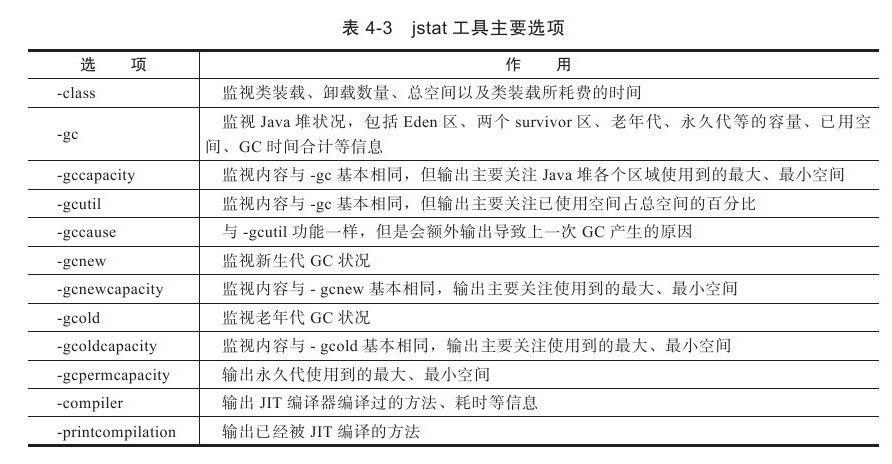 表 4-3 jstat 工具主要选项
选 项 作 用
-class 监视类装载、卸载数量、总空间以及类装载所耗费的时间
-gc 监视 Java 堆状况，包括 Eden 区、两个 survivor 区、老年代、永久代等的容量、已用空
间、GC 时间合计等信息
-gccapacity 监视内容与 -gc 基本相同，但输出主要关注 Java 堆各个区域使用到的最大、最小空间
-gcutil 监视内容与 -gc 基本相同，但输出主要关注已使用空间占总空间的百分比
-gccause 与 -gcutil 功能一样，但是会额外输出导致上一次 GC 产生的原因
-gcnew 监视新生代 GC 状况
-gcnewcapacity 监视内容与 - gcnew 基本相同，输出主要关注使用到的最大、最小空间
-gcold 监视老年代 GC 状况
-gcoldcapacity 监视内容与 - gcold 基本相同，输出主要关注使用到的最大、最小空间
-gcpermcapacity 输出永久代使用到的最大、最小空间
-compiler 输出 JIT 编译器编译过的方法、耗时等信息
-printcompilation 输出已经被 JIT 编译的方法